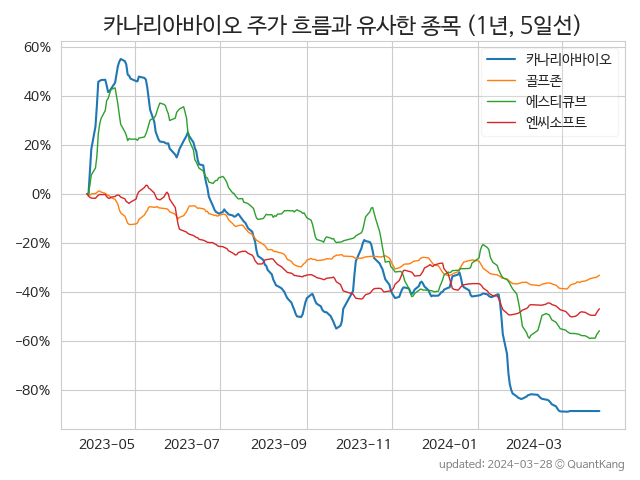 카나리아바이오 주가 흐름과 유사한 종목 (1년, 5일선)
카나리아바이오
골프존
에스티큐브
엔씨소프트
60%
40%
20%
0%
−20%
−40%
−60%
−80%
2023-05 2023-07 2023-09 2023-11 2024-01 2024-03
updated: 2024-03-28 © QuantKang